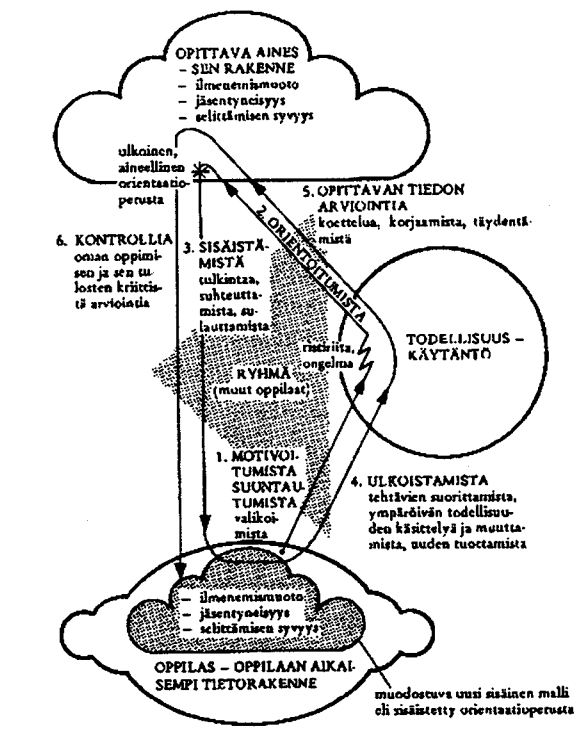 OPITTAVA AINES
– SEN RAKENNE
– ilmenemismuoto
– jäsentyneisyys
– selittämisen syvyys
ulkoinen,
aineellinen
orientaatio-
perusta
5. OPITTAVAN TIEDON
ARVIOINTIA
koettelua, korjaamista, täydentä-
mistä
2. ORIENTOITUMISTA
6. KONTROLLIA
oman oppimi-
sen ja sen tu-
losten kriittis-
tä arviointia
3. SISÄISTÄ-
MISTÄ
tulkintaa,
suhteutta-
mista, su-
lauttamista
ristiriita,
ongelma
TODELLISUUS –
KÄYTÄNTÖ
RYHMÄ
(muut oppilaat)
1. MOTIVOI-
TUMISTA
SUUNTAU-
TUMISTA
valikoi-
mista
4. ULKOISTAMISTA
tehtävien suorittamista,
ympäröivän todellisuu-
den käsittelyä ja muutta-
mista, uuden tuottamista
– ilmenemismuoto
– jäsentyneisyys
– selittämisen syvyys
OPPILAS – OPPILAAN AIKAI-
SEMPI TIETORAKENNE
muodostuva uusi sisäinen malli
eli sisäistetty orientaatioperusta